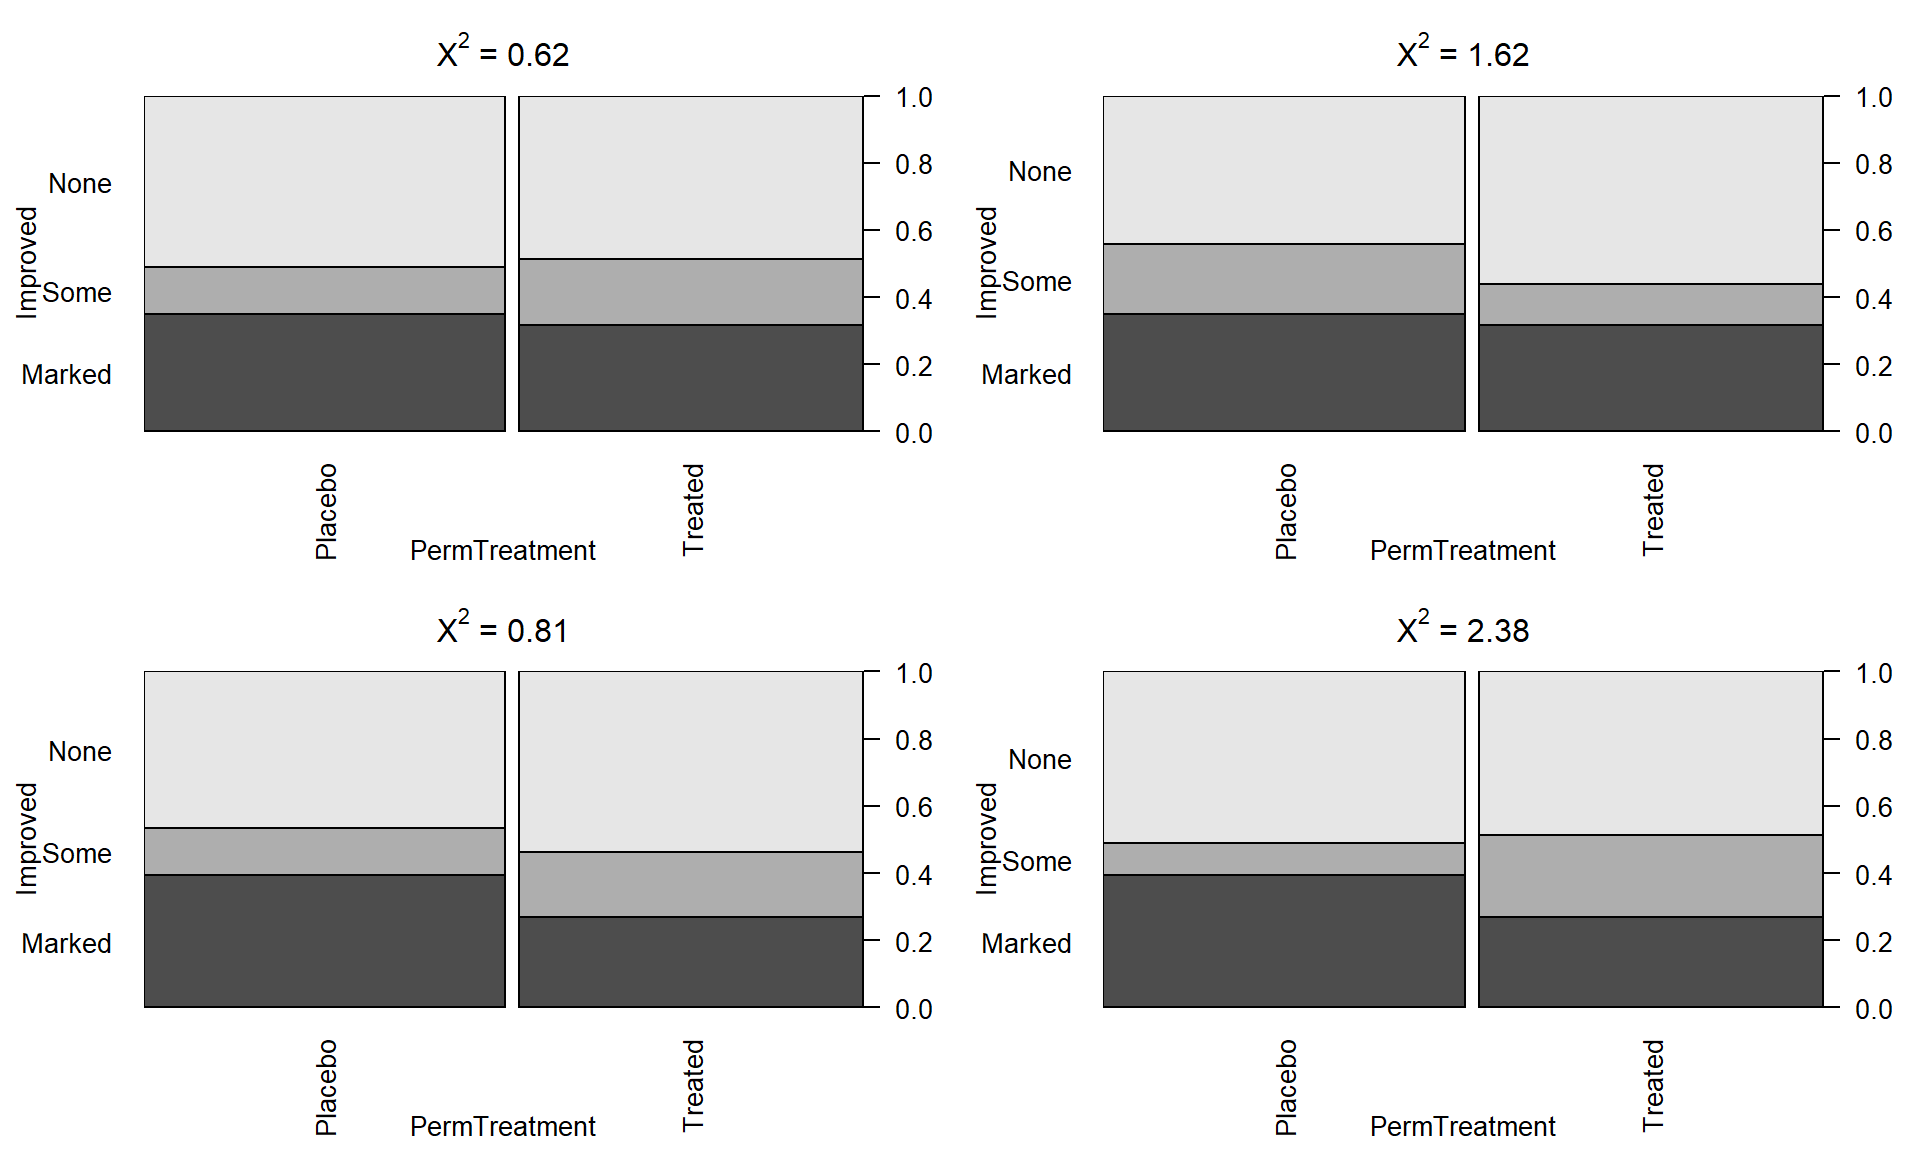 X² = 0.62
1.0
0.8
0.6
0.4
0.2
0.0
None
Some
Marked
Improved
Placebo
Treated
PermTreatment
X² = 1.62
1.0
0.8
0.6
0.4
0.2
0.0
None
Some
Marked
Improved
Placebo
Treated
PermTreatment
X² = 0.81
1.0
0.8
0.6
0.4
0.2
0.0
None
Some
Marked
Improved
Placebo
Treated
PermTreatment
X² = 2.38
1.0
0.8
0.6
0.4
0.2
0.0
None
Some
Marked
Improved
Placebo
Treated
PermTreatment